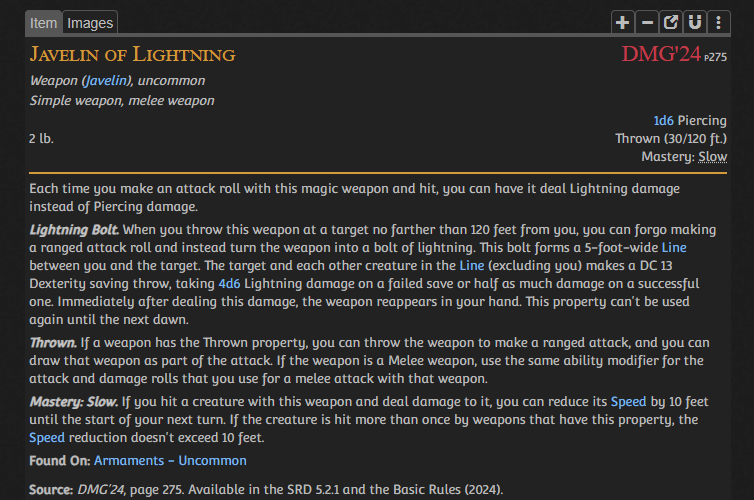 Item Images
Javelin of Lightning DMG'24 p275
Weapon (Javelin), uncommon
Simple weapon, melee weapon
1d6 Piercing
2 lb. Thrown (30/120 ft.)
Mastery: Slow
Each time you make an attack roll with this magic weapon and hit, you can have it deal Lightning damage
instead of Piercing damage.
Lightning Bolt. When you throw this weapon at a target no farther than 120 feet from you, you can forgo making
a ranged attack roll and instead turn the weapon into a bolt of lightning. This bolt forms a 5-foot-wide Line
between you and the target. The target and each other creature in the Line (excluding you) makes a DC 13
Dexterity saving throw, taking 4d6 Lightning damage on a failed save or half as much damage on a successful
one. Immediately after dealing this damage, the weapon reappears in your hand. This property can't be used
again until the next dawn.
Thrown. If a weapon has the Thrown property, you can throw the weapon to make a ranged attack, and you can
draw that weapon as part of the attack. If the weapon is a Melee weapon, use the same ability modifier for the
attack and damage rolls that you use for a melee attack with that weapon.
Mastery: Slow. If you hit a creature with this weapon and deal damage to it, you can reduce its Speed by 10 feet
until the start of your next turn. If the creature is hit more than once by weapons that have this property, the
Speed reduction doesn't exceed 10 feet.
Found On: Armaments - Uncommon
Source: DMG'24, page 275. Available in the SRD 5.2.1 and the Basic Rules (2024).